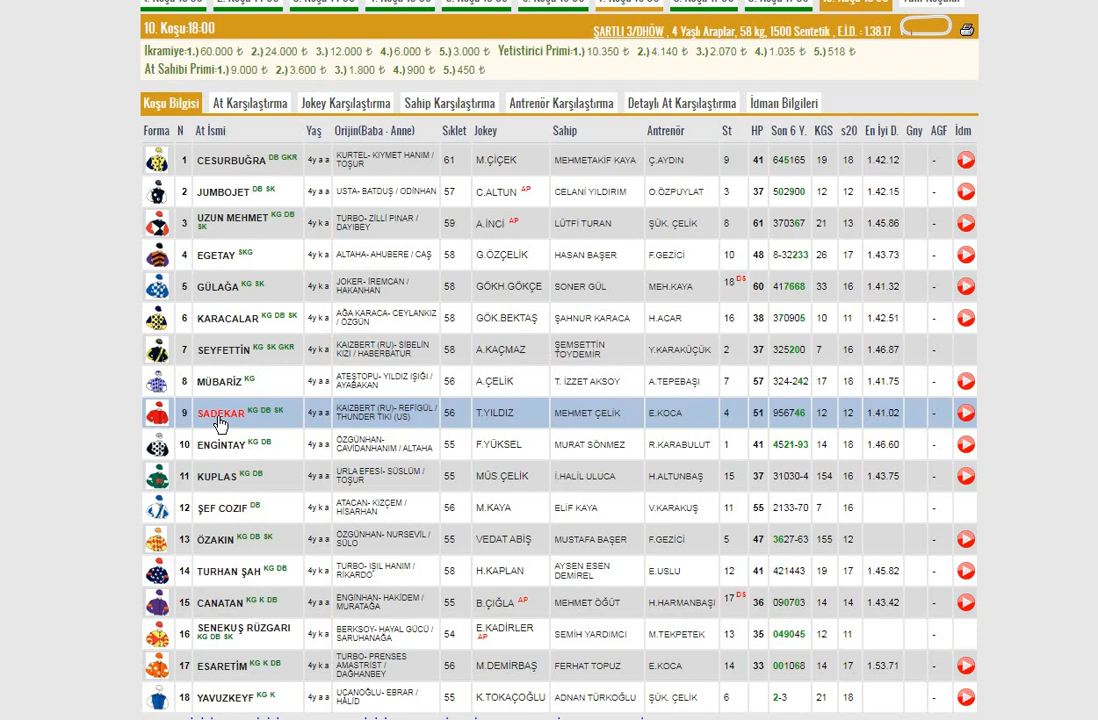 10. Koşu:18:00
ŞARTLI 3/DHÖW , 4 Yaşlı Araplar, 58 kg, 1500 Sentetik , E.İ.D. : 1.38.17
Ikramiye:1.) 60.000 ₺ 2.) 24.000 ₺ 3.) 12.000 ₺ 4.) 6.000 ₺ 5.) 3.000 ₺ Yetistirici Primi:1.) 10.350 ₺ 2.) 4.140 ₺ 3.) 2.070 ₺ 4.) 1.035 ₺ 5.) 518 ₺
At Sahibi Primi:1.) 9.000 ₺ 2.) 3.600 ₺ 3.) 1.800 ₺ 4.) 900 ₺ 5.) 450 ₺
Koşu Bilgisi At Karşılaştırma Jokey Karşılaştırma Sahip Karşılaştırma Antrenör Karşılaştırma Detaylı At Karşılaştırma İdman Bilgileri
Forma N At İsmi Yaş Orijin(Baba - Anne) Sıklet Jokey Sahip Antrenör St HP Son 6 Y. KGS s20 En İyi D. Gny AGF İdm
1 CESURBUĞRA DB GKR 4y a a KURTEL- KIYMET HANIM / TOŞUR 61 M.ÇİÇEK MEHMETAKİF KAYA Ç.AYDIN 9 41 645165 19 18 1.42.12 -
2 JUMBOJET DB SK 4y a a USTA- BATDUŞ / ODİNHAN 57 C.ALTUN AP CELANİ YILDIRIM O.ÖZPUYLAT 3 37 502900 12 12 1.42.15 -
3 UZUN MEHMET KG DB SK 4y k a TURBO- ZİLLİ PINAR / DAYIBEY 59 A.İNCİ AP LÜTFİ TURAN ŞÜK. ÇELİK 8 61 370367 21 13 1.45.86 -
4 EGETAY SKG 4y k a ALTAHA- AHUBERE / CAŞ 58 G.ÖZÇELİK HASAN BAŞER F.GEZİCİ 10 48 8-32233 26 17 1.43.73 -
5 GÜLAĞA KG SK 4y k a JOKER- İREMCAN / HAKANHAN 58 GÖKH.GÖKÇE SONER GÜL MEH.KAYA 18 DS 60 417668 33 16 1.41.32 -
6 KARACALAR KG DB SK 4y k a AĞA KARACA- CEYLANKIZ / ÖZGÜN 58 GÖK.BEKTAŞ ŞAHNUR KARACA H.ACAR 16 38 370905 10 11 1.42.51 -
7 SEYFETTİN KG SK GKR 4y k a KAIZBERT (RU)- SİBELİN KIZI / HABERBATUR 58 A.KAÇMAZ ŞEMSETTİN TOYDEMİR Y.KARAKÜÇÜK 2 37 325200 7 16 1.46.87 -
8 MÜBARİZ KG 4y a a ATEŞTOPU- YILDIZ IŞIĞI / AYABAKAN 56 A.ÇELİK T. İZZET AKSOY A.TEPEBAŞI 7 57 324-242 17 18 1.41.75 -
9 SADEKAR KG DB SK 4y a a KAIZBERT (RU)- REFİGÜL / THUNDER TIKI (US) 56 T.YILDIZ MEHMET ÇELİK E.KOCA 4 51 956746 12 12 1.41.02 -
10 ENGİNTAY KG DB 4y a a ÖZGÜNHAN- CAVİDANHANIM / ALTAHA 55 F.YÜKSEL MURAT SÖNMEZ R.KARABULUT 1 41 4521-93 14 18 1.46.60 -
11 KUPLAS KG DB 4y a a URLA EFESİ- SÜSLÜM / TOŞUR 55 MÜS.ÇELİK İ.HALİL ULUCA H.ALTUNBAŞ 15 37 31030-4 154 16 1.43.75 -
12 ŞEF COZIF DB 4y a a ATACAN- KIZÇEM / HİSARHAN 56 M.KAYA ELİF KAYA V.KARAKUŞ 11 55 2133-70 7 16 -
13 ÖZAKIN KG DB SK 4y a a ÖZGÜNHAN- NURSEVİL / SÜLO 55 VEDAT ABİŞ MUSTAFA BAŞER F.GEZİCİ 5 47 3627-63 155 12 -
14 TURHAN ŞAH KG DB 4y k a TURBO- IŞIL HANIM / RİKARDO 58 H.KAPLAN AYSEN ESEN DEMIREL E.USLU 12 41 421443 19 17 1.45.82 -
15 CANATAN KG K DB 4y a a ENGİNHAN- HAKİDEM / MURATAĞA 55 B.ÇIĞLA AP MEHMET ÖĞÜT H.HARMANBAŞI 17 DS 36 090703 14 14 1.43.42 -
16 SENEKUŞ RÜZGARI KG DB SK 4y k a BERKSOY- HAYAL GÜCÜ / SARUHANAĞA 54 E.KADİRLER AP SEMİH YARDIMCI M.TEKPETEK 13 35 049045 12 11 -
17 ESARETİM KG K DB 4y k a TURBO- PRENSES AMASTRİST / DAĞHANBEY 56 M.DEMİRBAŞ FERHAT TOPUZ E.KOCA 14 33 001068 14 17 1.53.71 -
18 YAVUZKEYF KG K 4y a a UCANOĞLU- EBRAR / HALİD 55 K.TOKAÇOĞLU ADNAN TÜRKOĞLU ŞÜK. ÇELİK 6 2-3 21 18 -